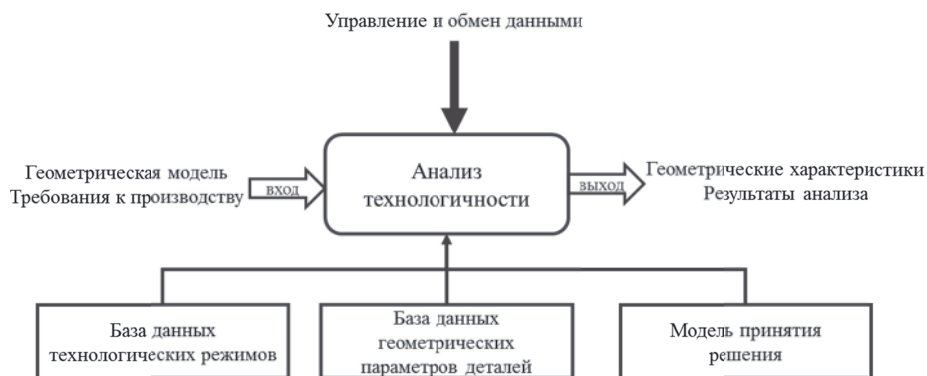 Управление и обмен данными
Геометрическая модель
Требования к производству
вход
Анализ
технологичности
выход
Геометрические характеристики
Результаты анализа
База данных
технологических режимов
База данных
геометрических
параметров деталей
Модель принятия
решения